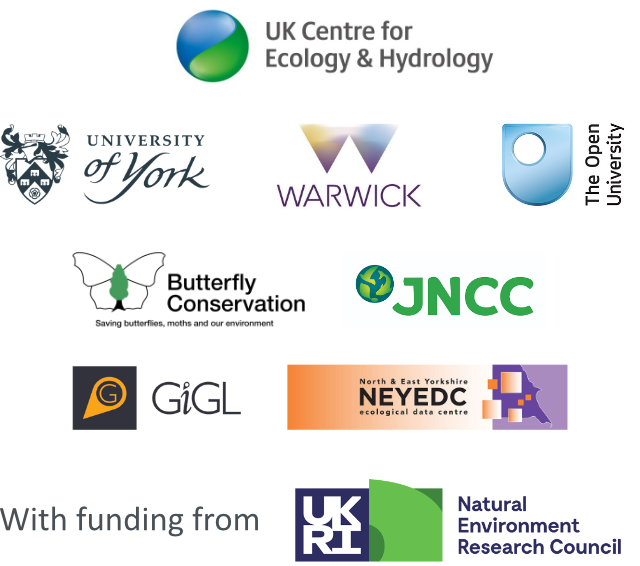 UK Centre for
Ecology & Hydrology
UNIVERSITY
of York
WARWICK
The Open
University
Butterfly
Conservation
Saving butterflies, moths and our environment
JNCC
G
GiGL
North & East Yorkshire
NEYEDC
ecological data centre
With funding from
UK
RI
Natural
Environment
Research Council